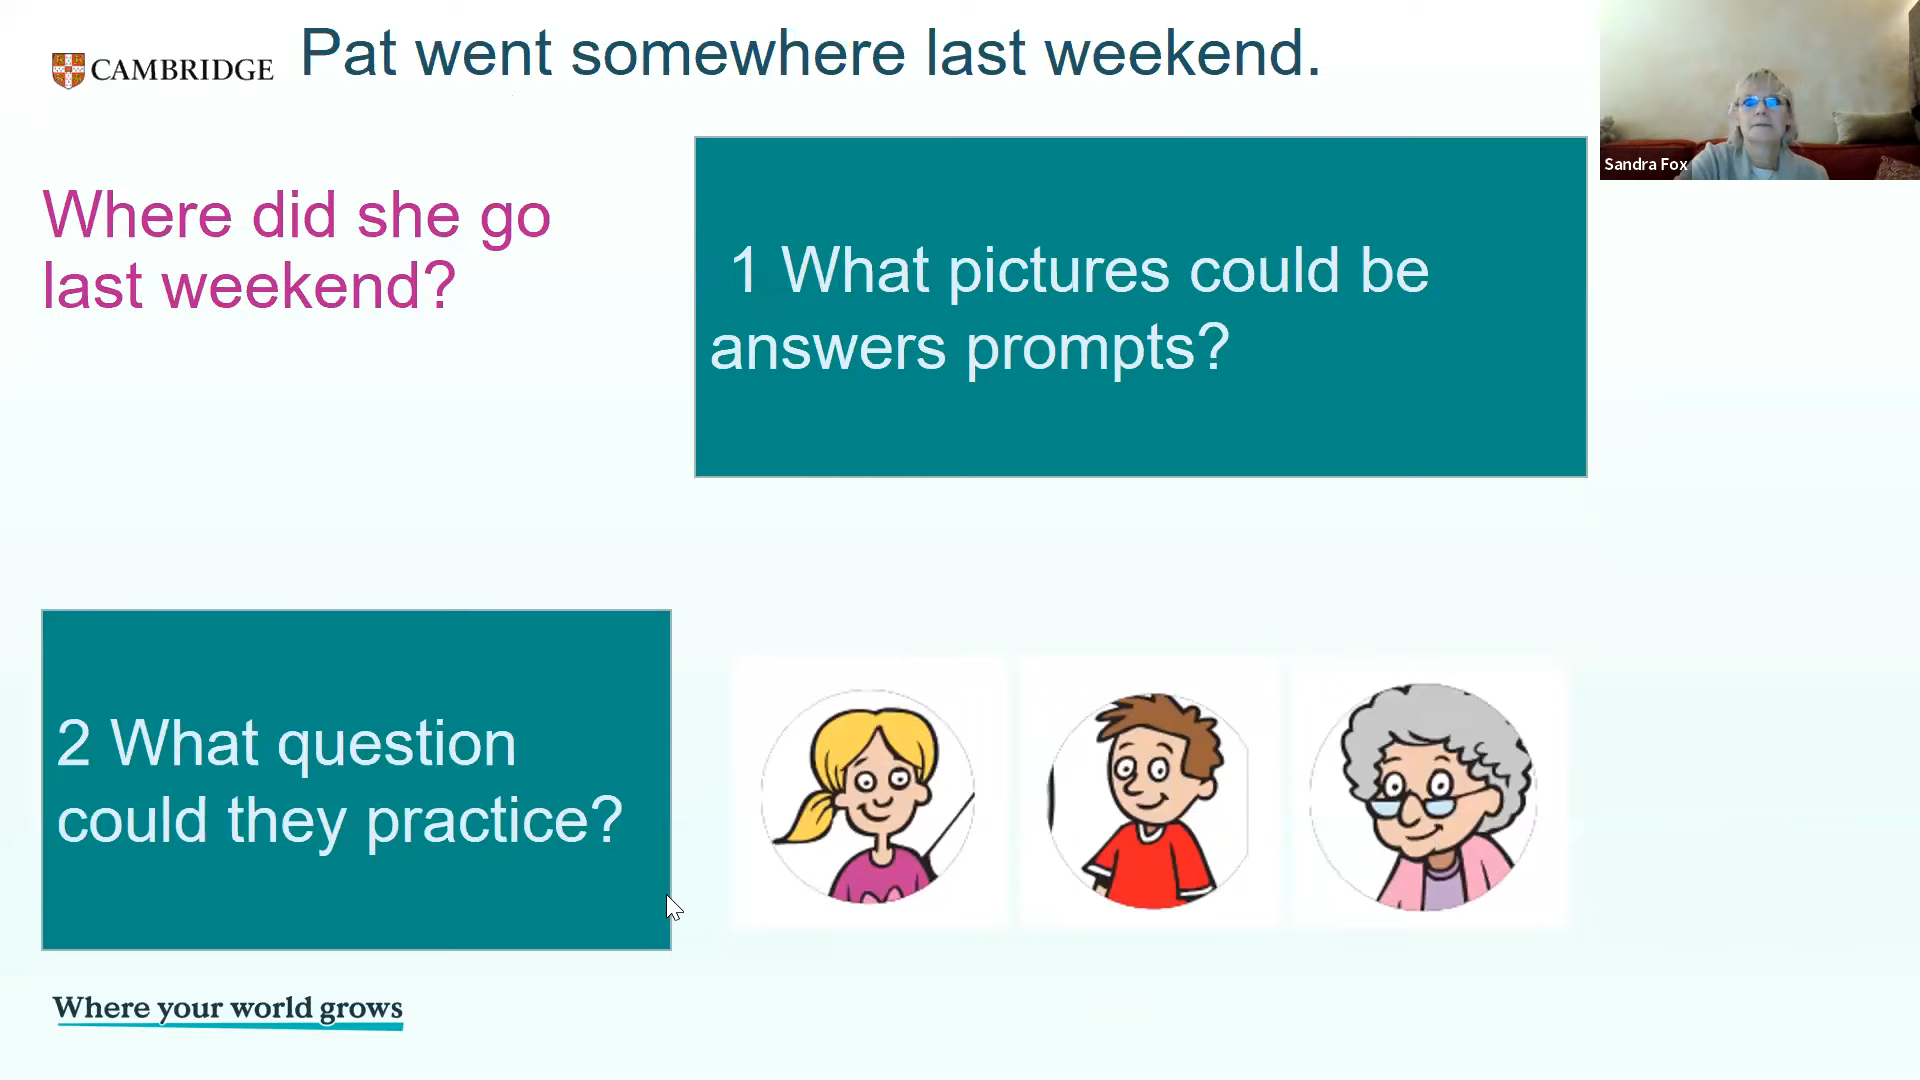 CAMBRIDGE
Pat went somewhere last weekend.
Sandra Fox
Where did she go
last weekend?
1 What pictures could be
answers prompts?
2 What question
could they practice?
Where your world grows